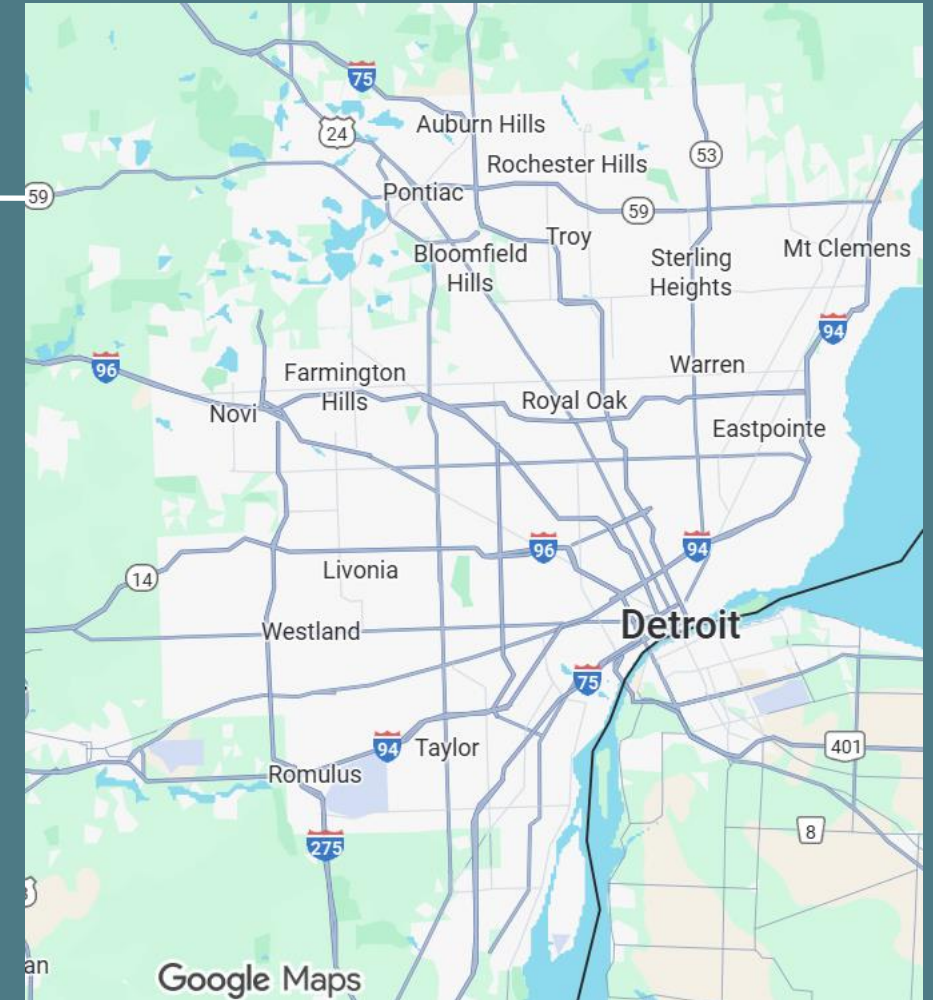 75
24
Auburn Hills
53
Rochester Hills
59
Pontiac
59
Troy
Mt Clemens
Bloomfield
Hills
Sterling
Heights
94
96
Warren
Farmington
Hills
Royal Oak
Novi
Eastpointe
96
94
14
Livonia
Detroit
Westland
75
94
Taylor
401
Romulus
8
275
an
Google Maps